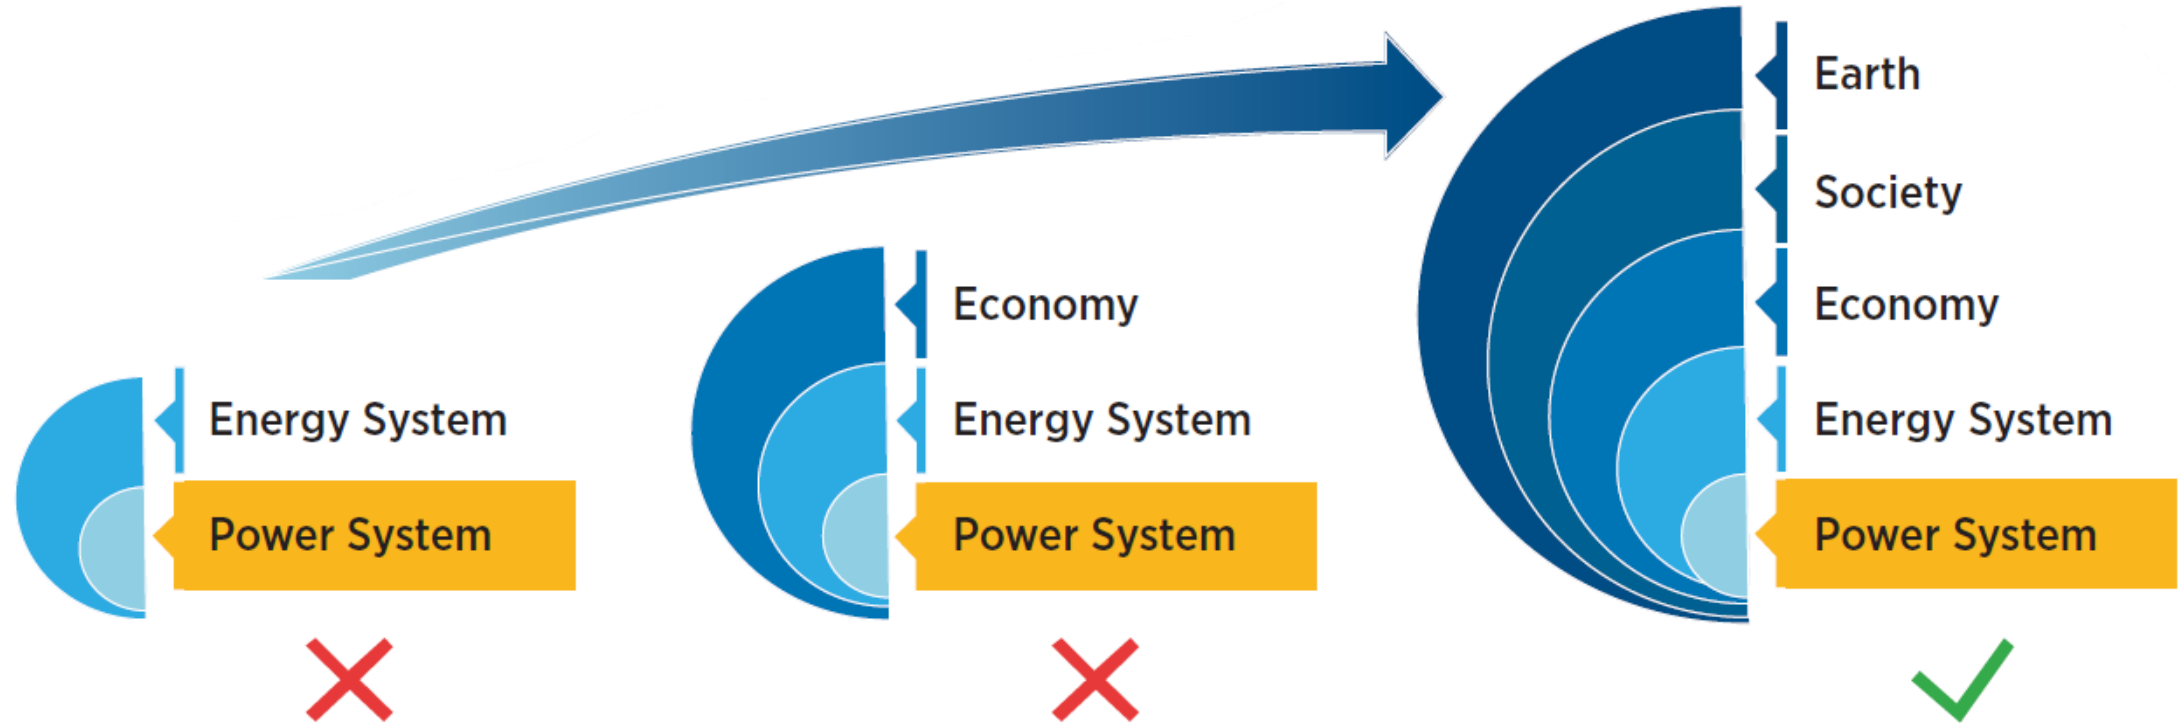 Energy System
Power System
Economy
Energy System
Power System
Earth
Society
Economy
Energy System
Power System